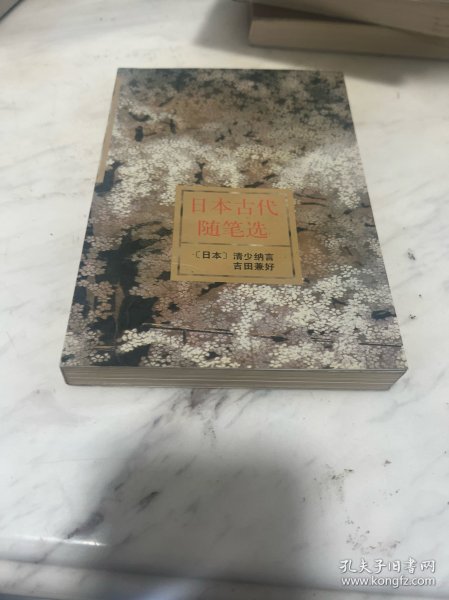 日本古代
随笔选
〔日本〕清少纳言
吉田兼好
孔夫子旧书网
www.kongfz.com